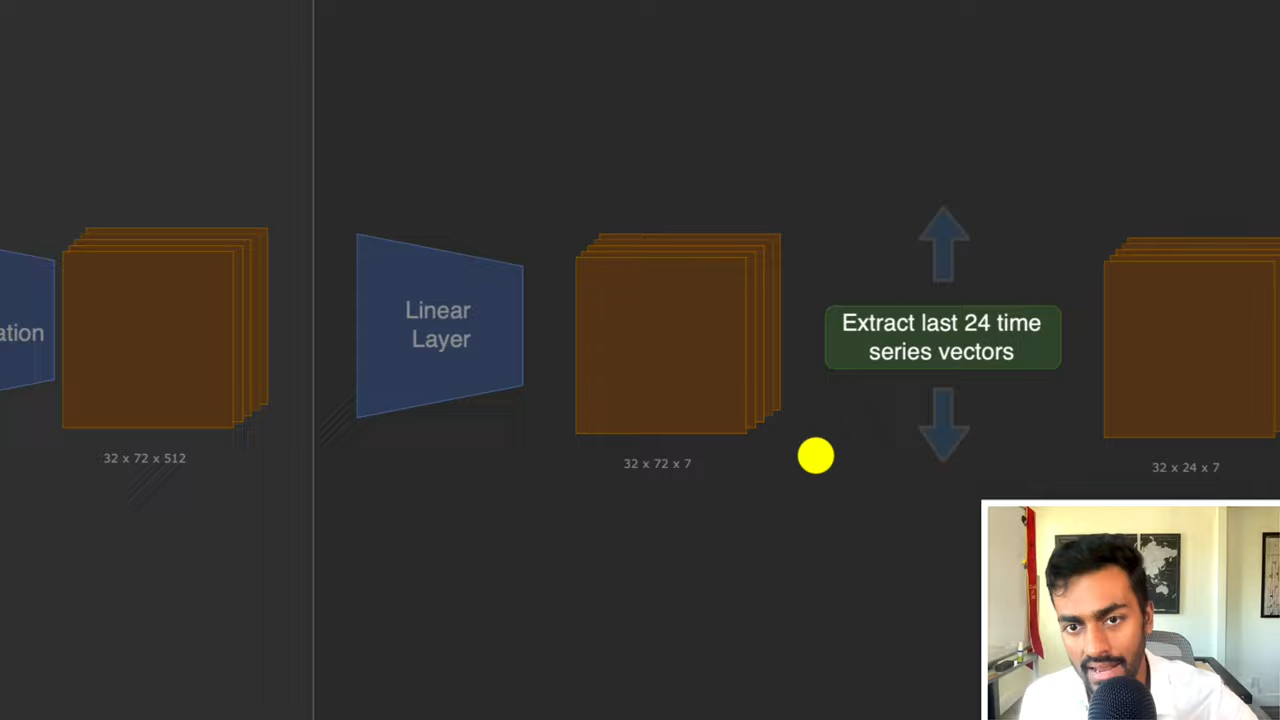 ation
32 x 72 x 512
Linear
Layer
32 x 72 x 7
Extract last 24 time
series vectors
32 x 24 x 7